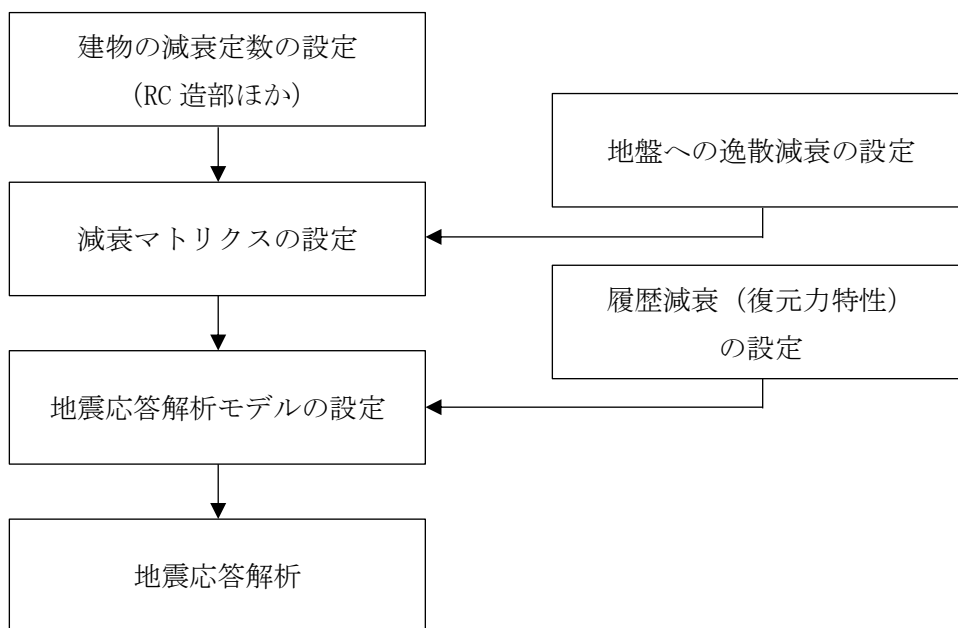 建物の減衰定数の設定
（RC 造部ほか）
地盤への逸散減衰の設定
減衰マトリクスの設定
履歴減衰（復元力特性）
の設定
地震応答解析モデルの設定
地震応答解析